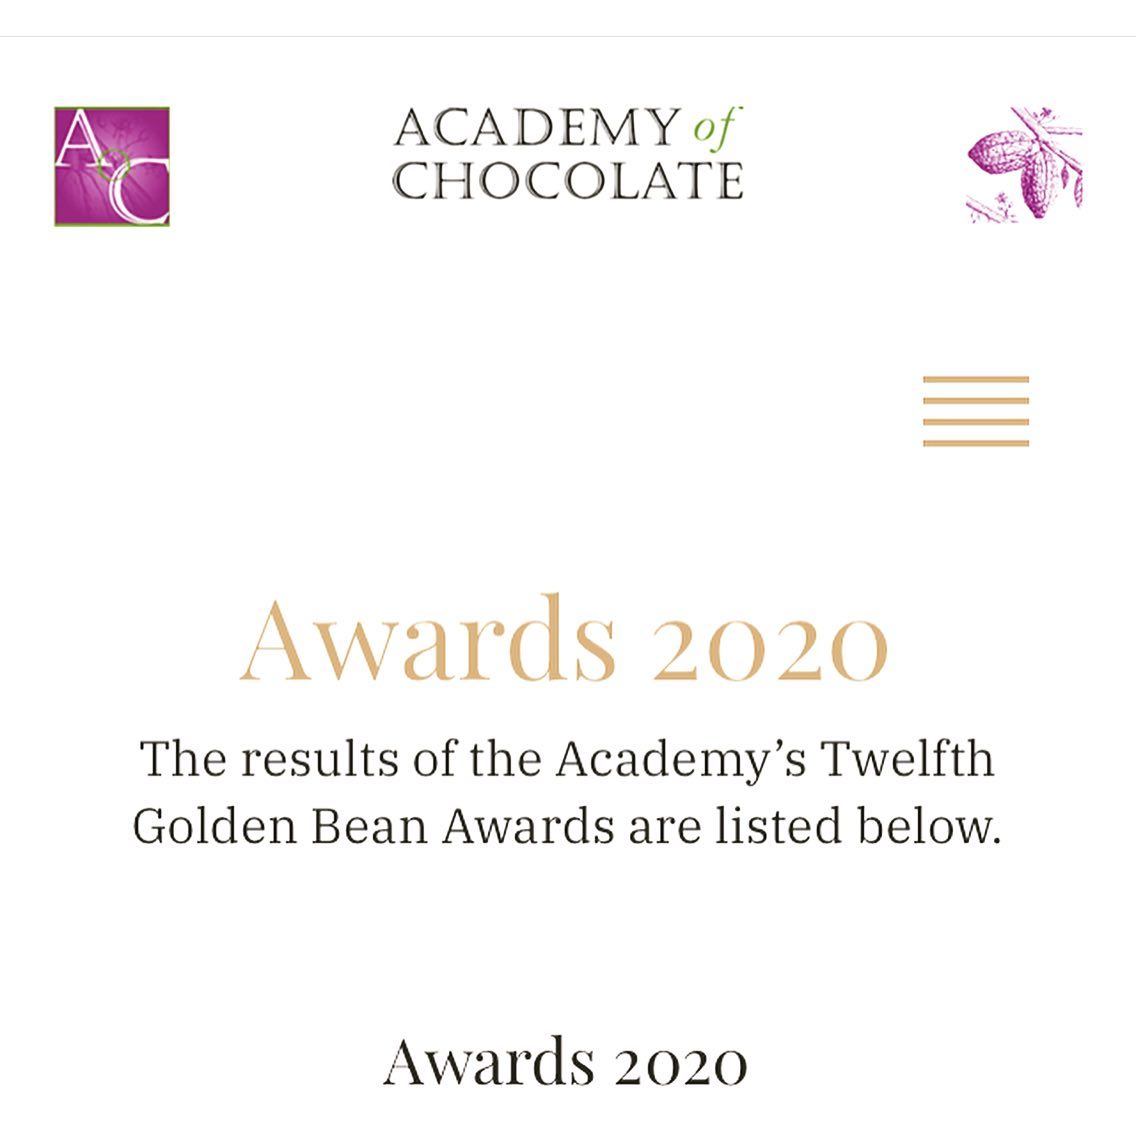 A o C
ACADEMY of
CHOCOLATE
Awards 2020
The results of the Academy’s Twelfth
Golden Bean Awards are listed below.
Awards 2020